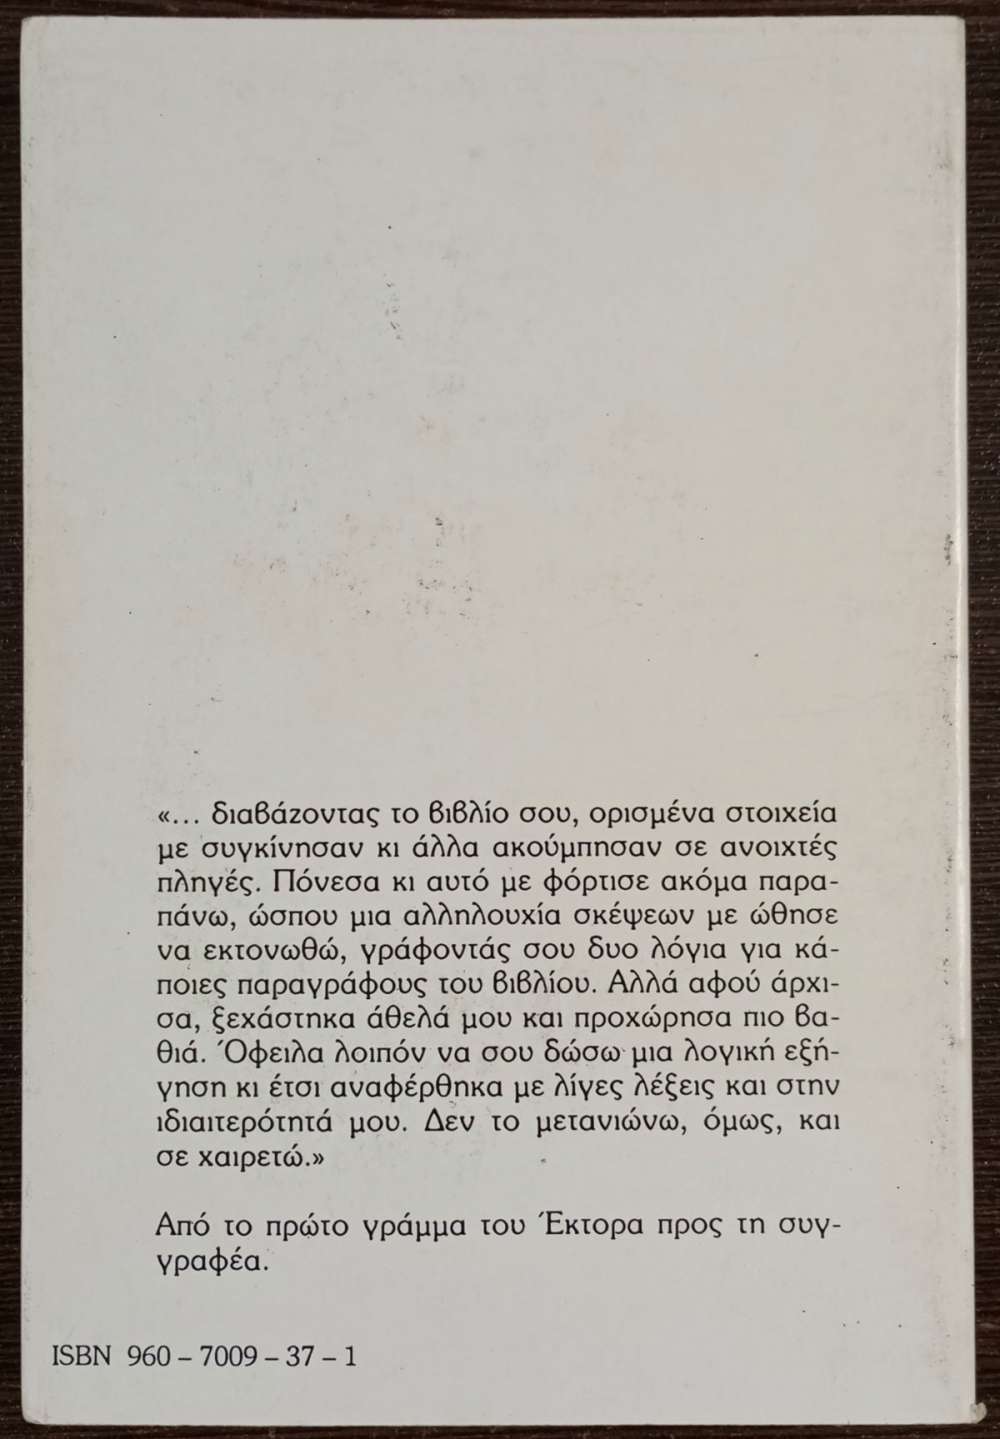 «... διαβάζοντας το βιβλίο σου, ορισμένα στοιχεία
με συγκίνησαν κι άλλα ακούμπησαν σε ανοιχτές
πληγές. Πόνεσα κι αυτό με φόρτισε ακόμα παρα-
πάνω, ώσπου μια αλληλουχία σκέψεων με ώθησε
να εκτονωθώ, γράφοντάς σου δυο λόγια για κά-
ποιες παραγράφους του βιβλίου. Αλλά αφού άρχι-
σα, ξεχάστηκα άθελά μου και προχώρησα πιο βα-
θιά. Όφειλα λοιπόν να σου δώσω μια λογική εξή-
γηση κι έτσι αναφέρθηκα με λίγες λέξεις και στην
ιδιαιτερότητά μου. Δεν το μετανιώνω, όμως, και
σε χαιρετώ.»
Από το πρώτο γράμμα του Έκτορα προς τη συγ-
γραφέα.
ISBN 960 – 7009 – 37 – 1